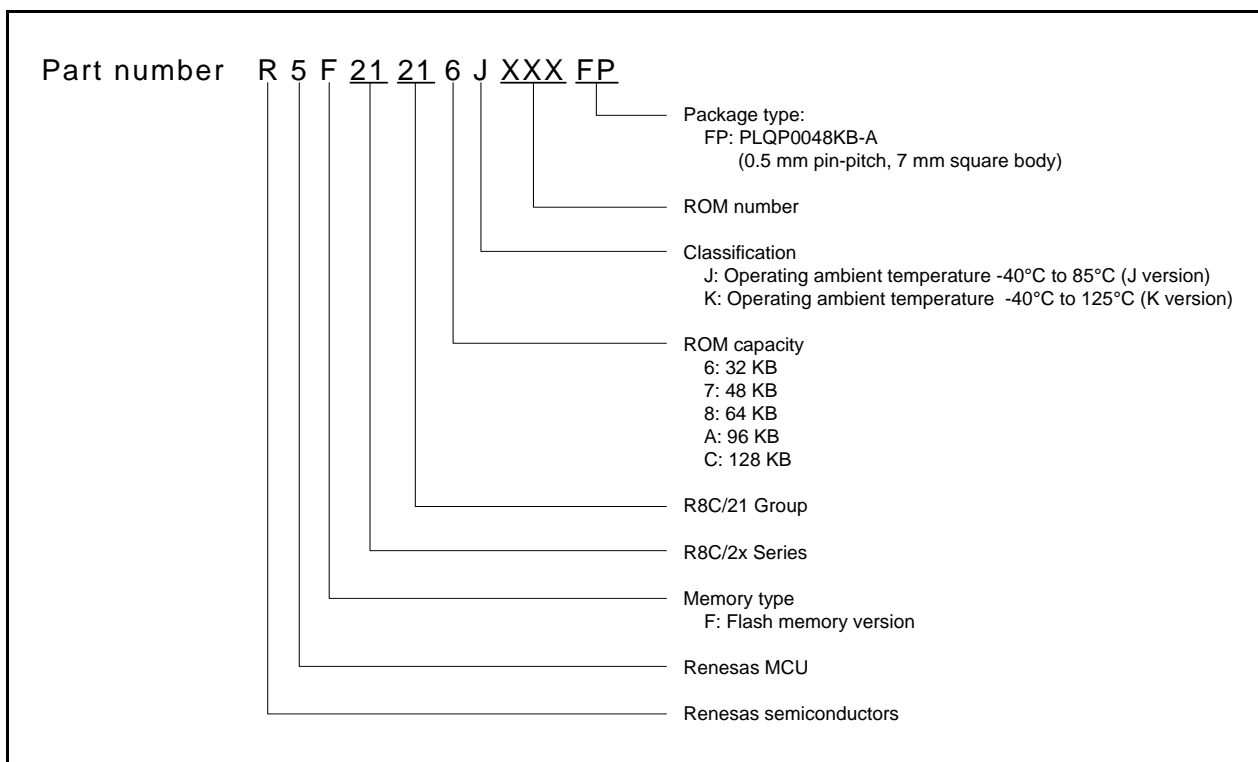 Part number R 5 F 21 21 6 J XXX FP
Package type:
FP: PLQP0048KB-A
(0.5 mm pin-pitch, 7 mm square body)
ROM number
Classification
J: Operating ambient temperature -40°C to 85°C (J version)
K: Operating ambient temperature -40°C to 125°C (K version)
ROM capacity
6: 32 KB
7: 48 KB
8: 64 KB
A: 96 KB
C: 128 KB
R8C/21 Group
R8C/2x Series
Memory type
F: Flash memory version
Renesas MCU
Renesas semiconductors